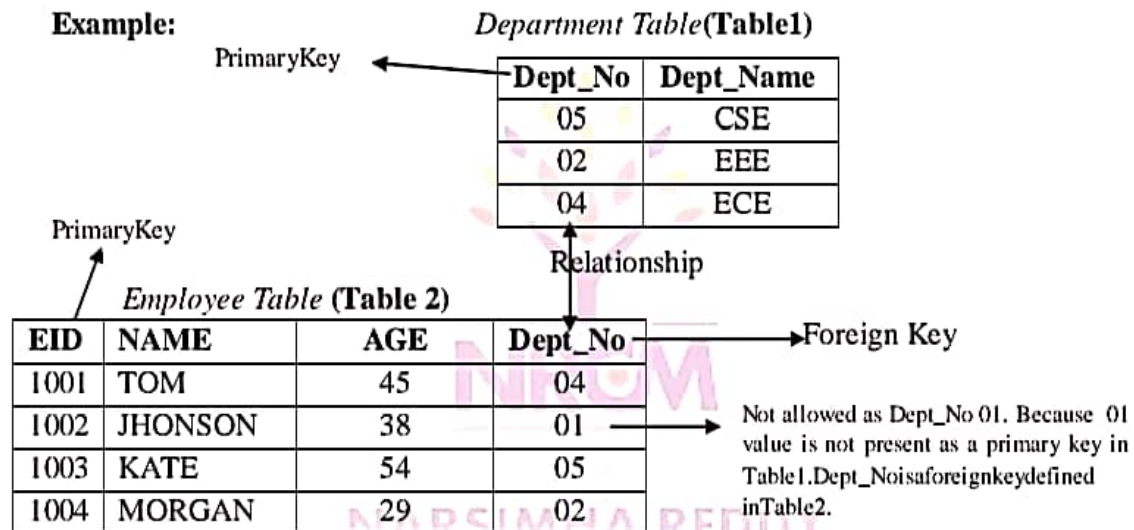 Example:
Department Table(Table1)
PrimaryKey
Dept_No Dept_Name
05 CSE
02 EEE
04 ECE
PrimaryKey
Relationship
Employee Table (Table 2)
EID NAME AGE Dept_No
Foreign Key
1001 TOM 45 04
1002 JHONSON 38 01
1003 KATE 54 05
1004 MORGAN 29 02
Not allowed as Dept_No 01. Because 01
value is not present as a primary key in
Table1.Dept_Noisaforeignkeydefined
inTable2.
NRCM
NARSIMHA REDDY